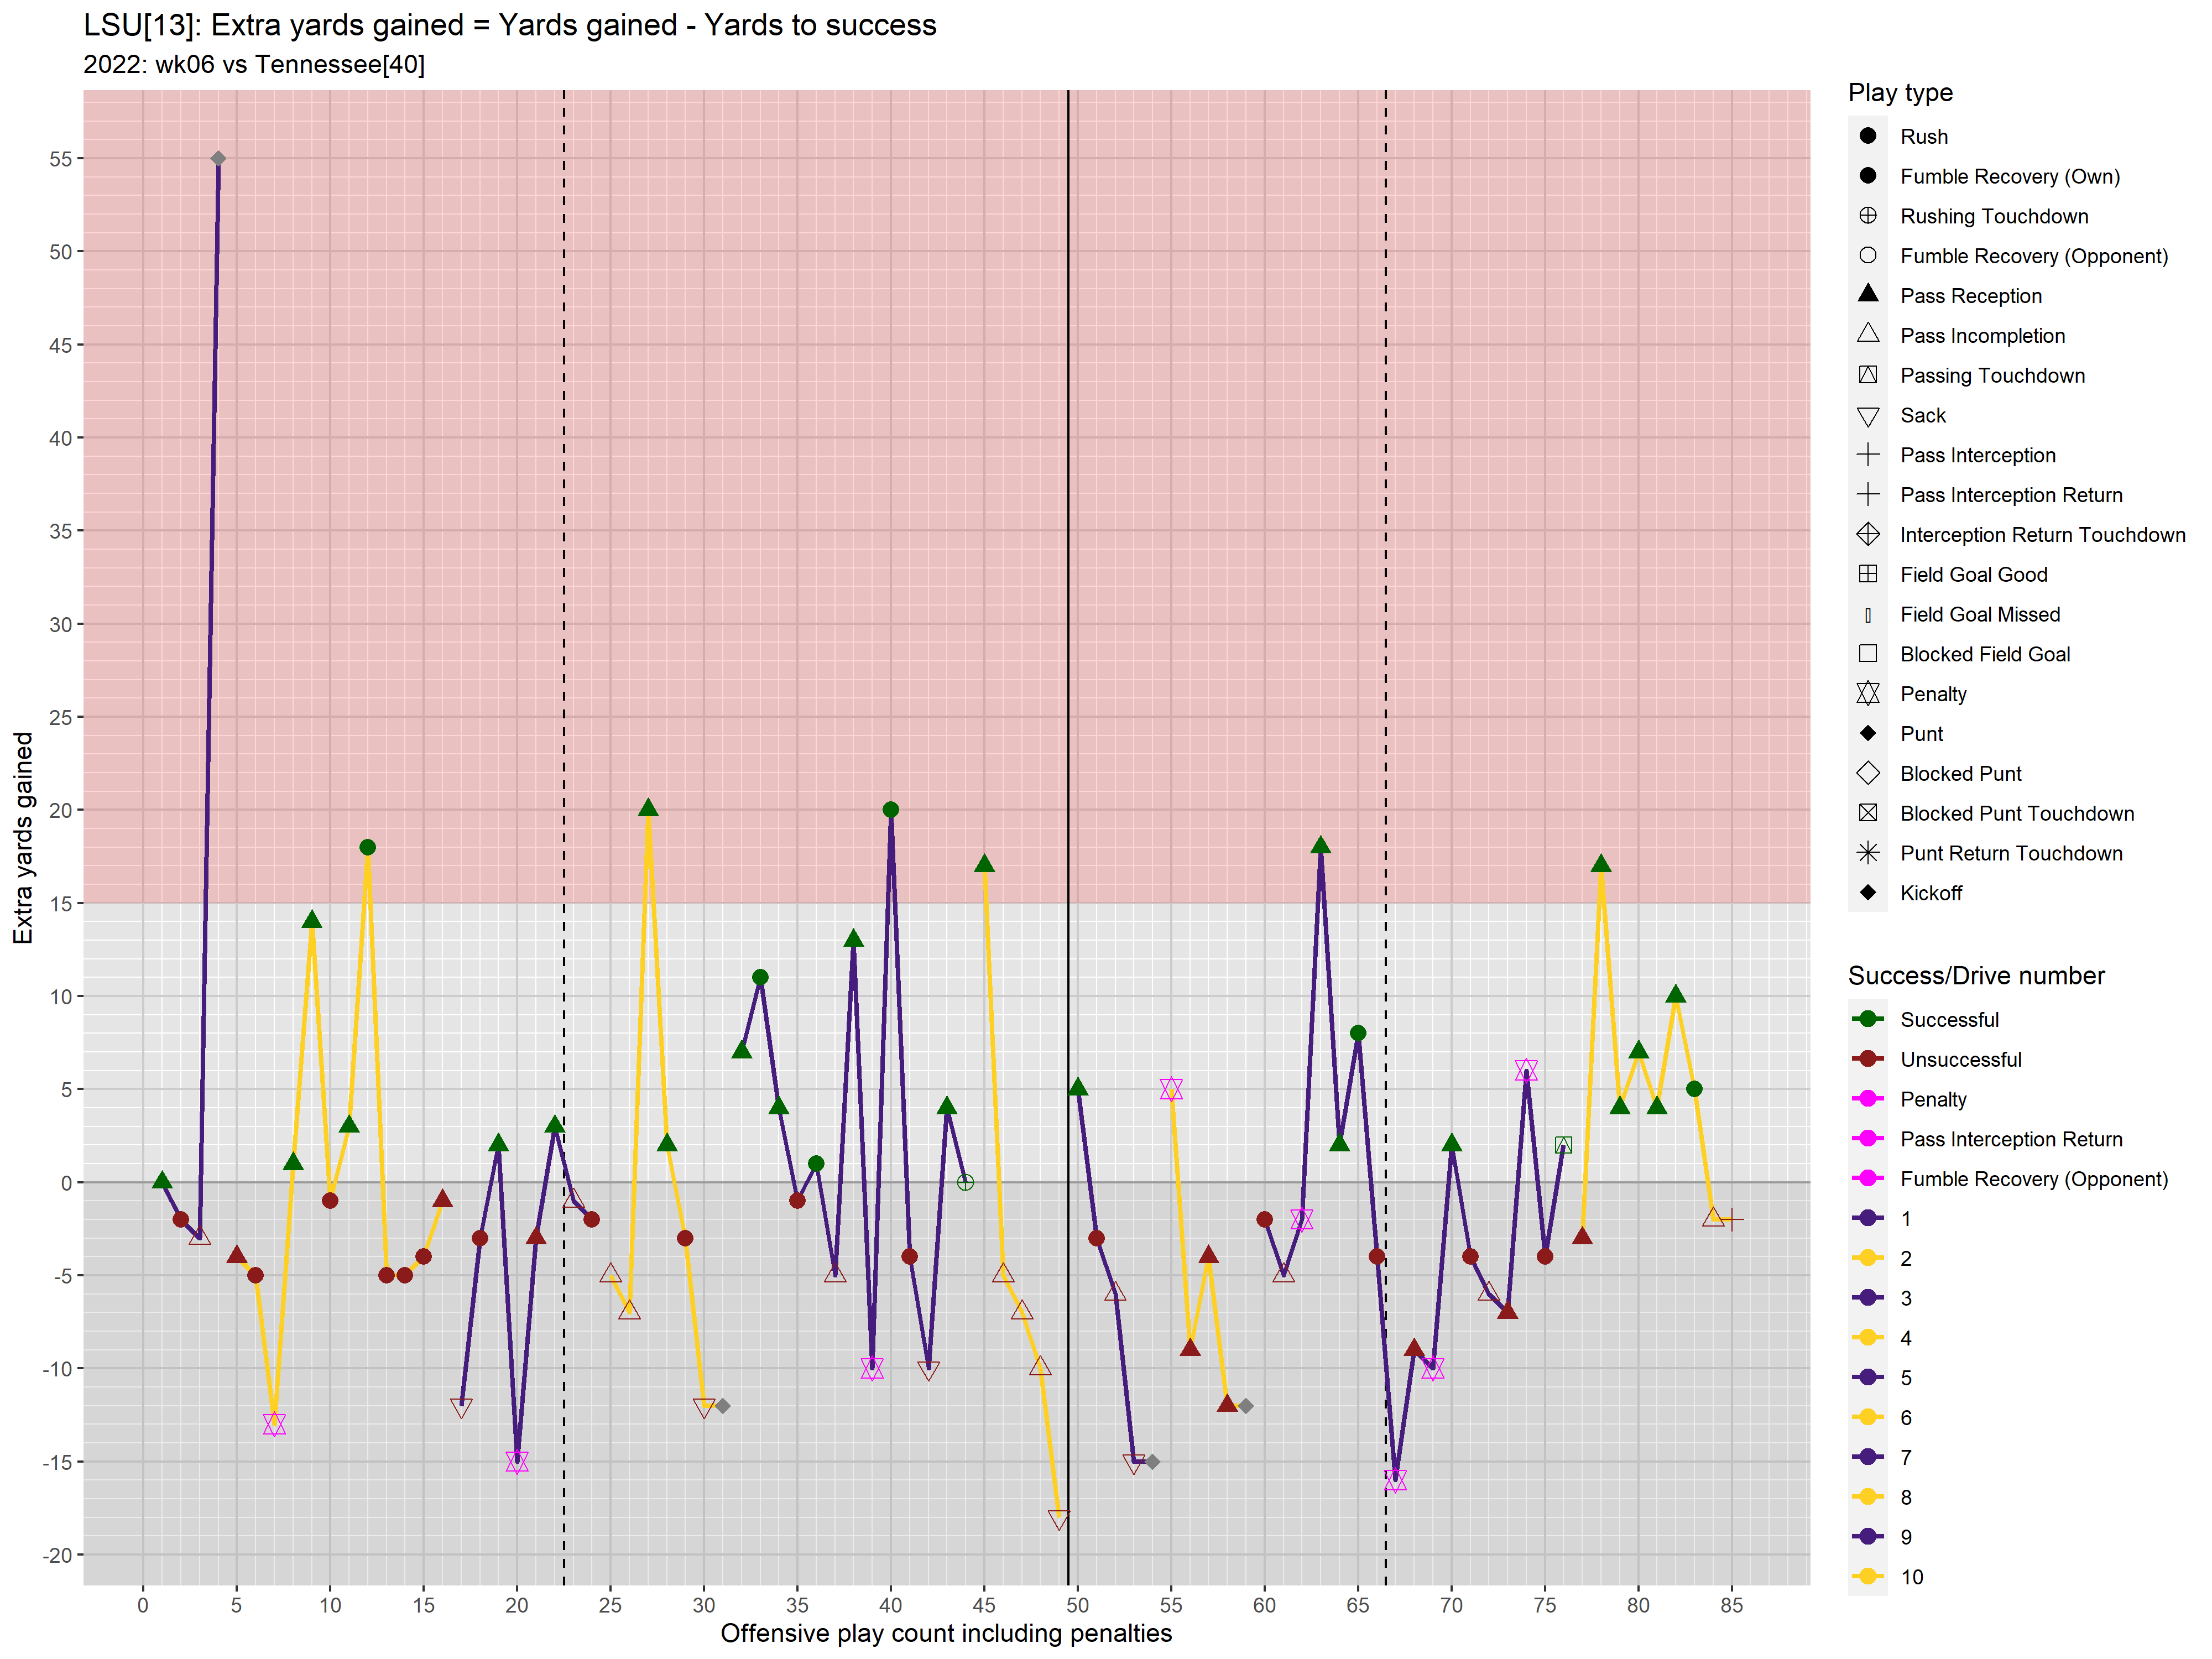 LSU[13]: Extra yards gained = Yards gained - Yards to success
2022: wk06 vs Tennessee[40]
Extra yards gained
55
50
45
40
35
30
25
20
15
10
5
0
-5
-10
-15
-20
0 5 10 15 20 25 30 35 40 45 50 55 60 65 70 75 80 85
Offensive play count including penalties
Play type
Rush
Fumble Recovery (Own)
Rushing Touchdown
Fumble Recovery (Opponent)
Pass Reception
Pass Incompletion
Passing Touchdown
Sack
Pass Interception
Pass Interception Return
Interception Return Touchdown
Field Goal Good
Field Goal Missed
Blocked Field Goal
Penalty
Punt
Blocked Punt
Blocked Punt Touchdown
Punt Return Touchdown
Kickoff
Success/Drive number
Successful
Unsuccessful
Penalty
Pass Interception Return
Fumble Recovery (Opponent)
1
2
3
4
5
6
7
8
9
10